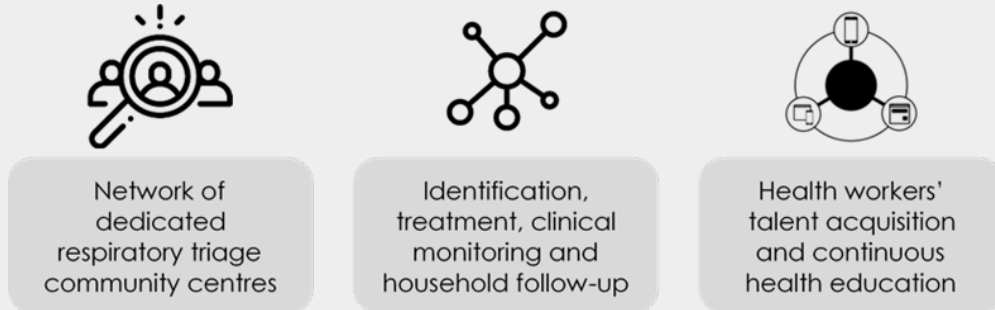 Network of
dedicated
respiratory triage
community centres
Identification,
treatment, clinical
monitoring and
household follow-up
Health workers’
talent acquisition
and continuous
health education